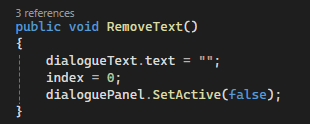 3 references
public void RemoveText()
{
dialogueText.text = "";
index = 0;
dialoguePanel.SetActive(false);
}